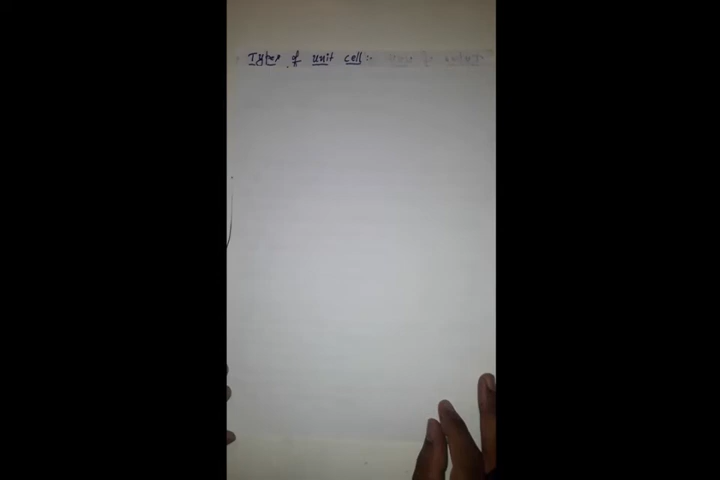 Types of unit cell :-